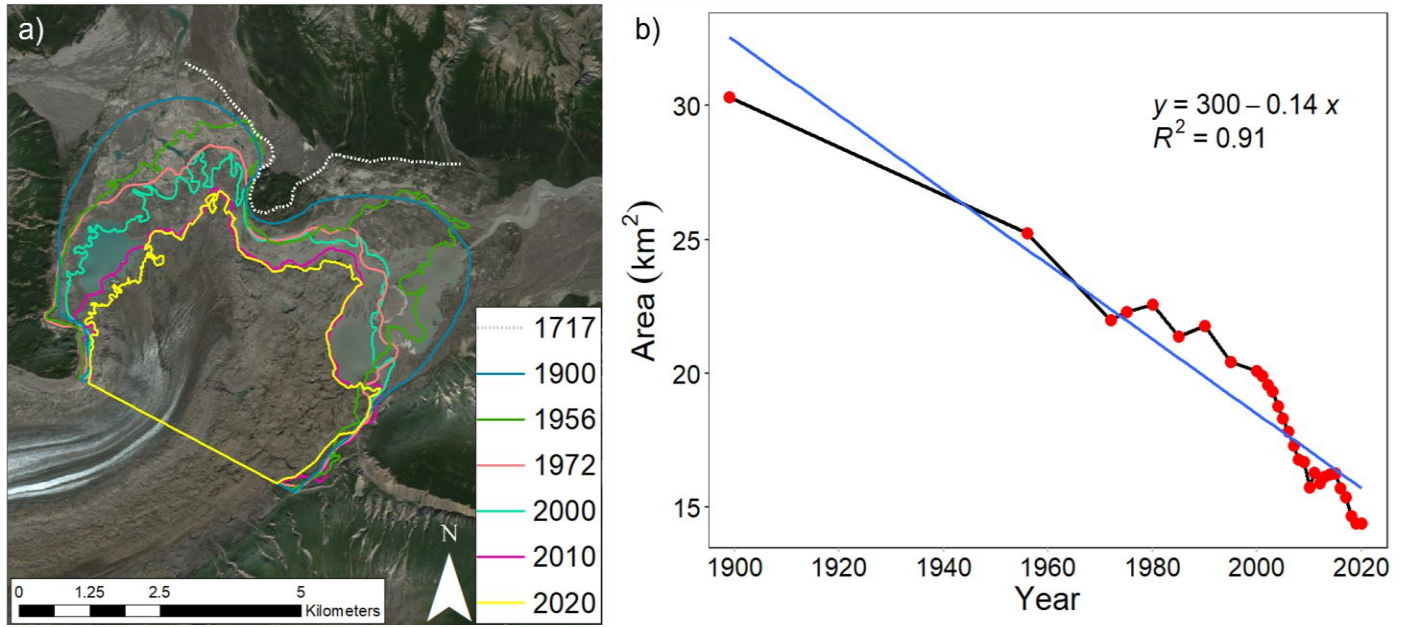 a)
1717
1900
1956
1972
2000
2010
2020
N
0 1.25 2.5 5
Kilometers
b)
y = 300 – 0.14 x
R² = 0.91
Area (km²)
30
25
20
15
1900 1920 1940 1960 1980 2000 2020
Year